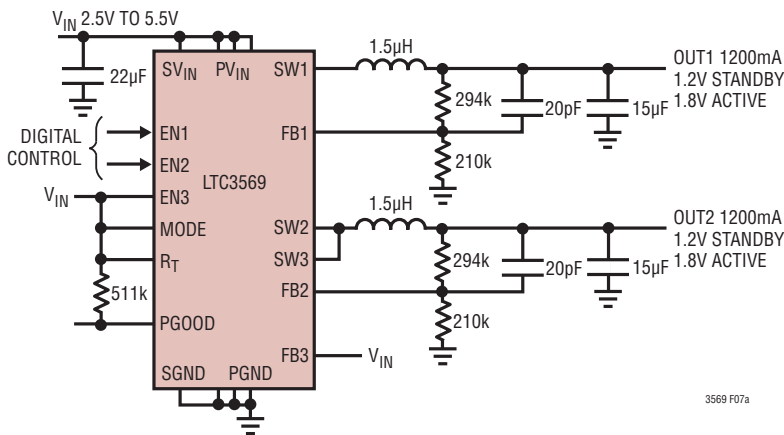 VIN 2.5V TO 5.5V
22µF
SVIN
PVIN
SW1
1.5µH
OUT1 1200mA
1.2V STANDBY
1.8V ACTIVE
294k
20pF
15µF
FB1
210k
DIGITAL
CONTROL
EN1
EN2
LTC3569
VIN
EN3
MODE
RT
511k
PGOOD
SW2
1.5µH
OUT2 1200mA
1.2V STANDBY
1.8V ACTIVE
SW3
294k
20pF
15µF
FB2
210k
FB3
VIN
SGND
PGND
3569 F07a